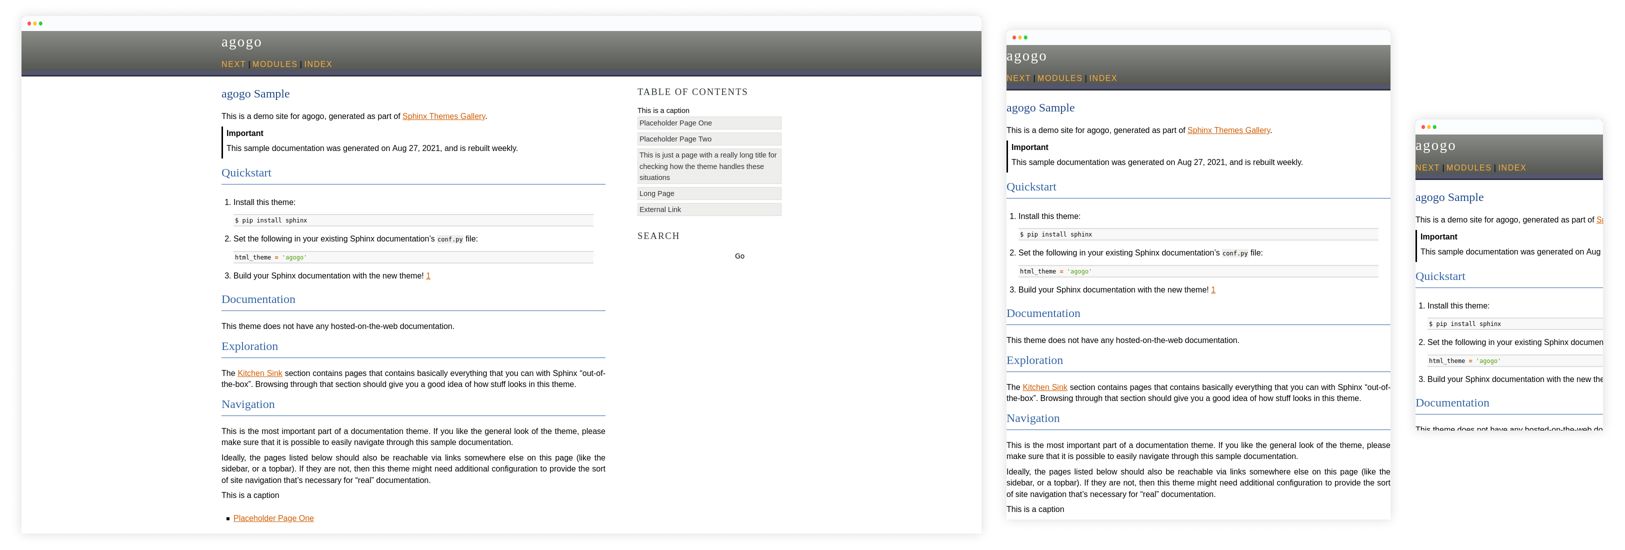 agogo
NEXT | MODULES | INDEX
agogo Sample
This is a demo site for agogo, generated as part of Sphinx Themes Gallery.
Important
This sample documentation was generated on Aug 27, 2021, and is rebuilt weekly.
Quickstart
1. Install this theme:
$ pip install sphinx
2. Set the following in your existing Sphinx documentation's conf.py file:
html_theme = 'agogo'
3. Build your Sphinx documentation with the new theme! 1
Documentation
This theme does not have any hosted-on-the-web documentation.
Exploration
The Kitchen Sink section contains pages that contains basically everything that you can with Sphinx “out-of-
the-box”. Browsing through that section should give you a good idea of how stuff looks in this theme.
Navigation
This is the most important part of a documentation theme. If you like the general look of the theme, please
make sure that it is possible to easily navigate through this sample documentation.
Ideally, the pages listed below should also be reachable via links somewhere else on this page (like the
sidebar, or a topbar). If they are not, then this theme might need additional configuration to provide the sort
of site navigation that's necessary for “real” documentation.
This is a caption
Placeholder Page One
TABLE OF CONTENTS
This is a caption
Placeholder Page One
Placeholder Page Two
This is just a page with a really long title for
checking how the theme handles these
situations
Long Page
External Link
SEARCH
Go
agogo
NEXT | MODULES | INDEX
agogo Sample
This is a demo site for agogo, generated as part of Sphinx Themes Gallery.
Important
This sample documentation was generated on Aug 27, 2021, and is rebuilt weekly.
Quickstart
1. Install this theme:
$ pip install sphinx
2. Set the following in your existing Sphinx documentation's conf.py file:
html_theme = 'agogo'
3. Build your Sphinx documentation with the new theme! 1
Documentation
This theme does not have any hosted-on-the-web documentation.
Exploration
The Kitchen Sink section contains pages that contains basically everything that you can with Sphinx “out-of-
the-box”. Browsing through that section should give you a good idea of how stuff looks in this theme.
Navigation
This is the most important part of a documentation theme. If you like the general look of the theme, please
make sure that it is possible to easily navigate through this sample documentation.
Ideally, the pages listed below should also be reachable via links somewhere else on this page (like the
sidebar, or a topbar). If they are not, then this theme might need additional configuration to provide the sort
of site navigation that's necessary for “real” documentation.
This is a caption
agogo
NEXT | MODULES | INDEX
agogo Sample
This is a demo site for agogo, generated as part of S
Important
This sample documentation was generated on Aug
Quickstart
1. Install this theme:
$ pip install sphinx
2. Set the following in your existing Sphinx documen
html_theme = 'agogo'
3. Build your Sphinx documentation with the new the
Documentation
This theme does not have any hosted-on-the-web do